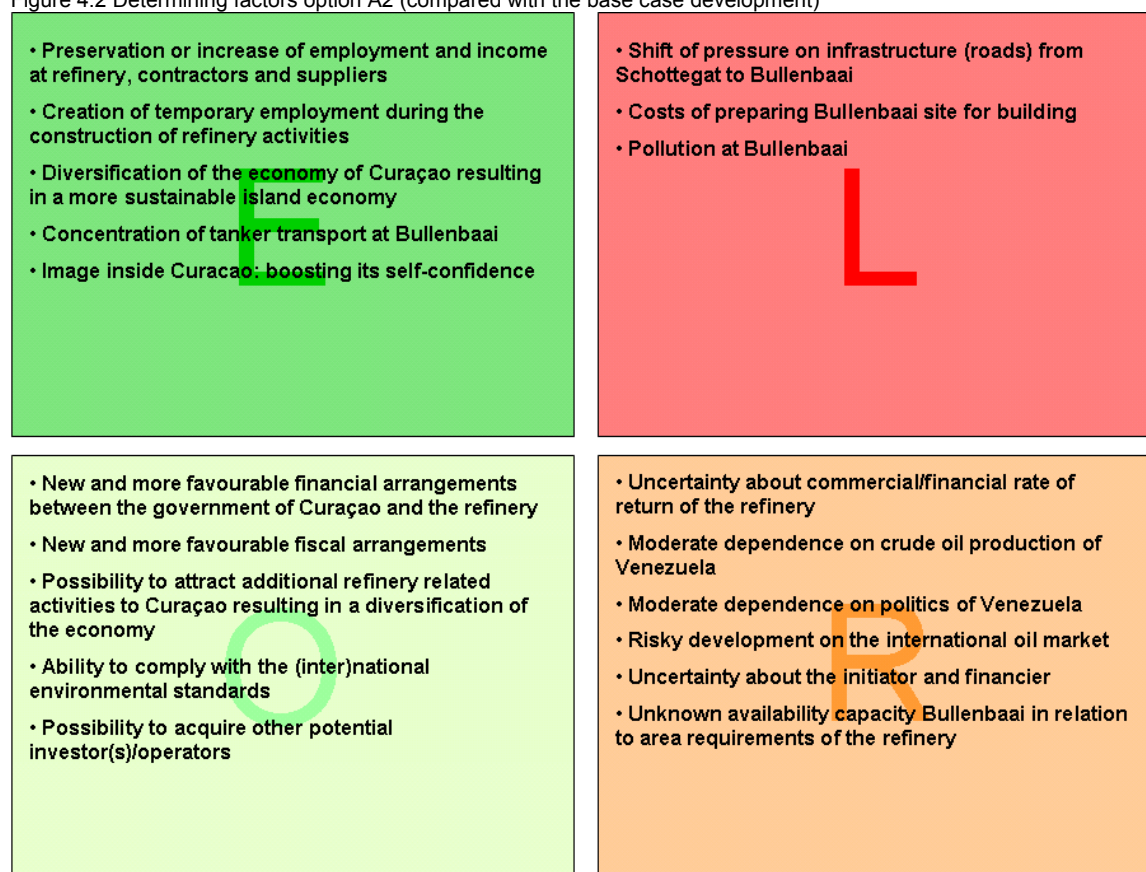 Figure 4.2 Determining factors option A2 (compared with the base case development)
• Preservation or increase of employment and income
at refinery, contractors and suppliers
• Creation of temporary employment during the
construction of refinery activities
• Diversification of the economy of Curaçao resulting
in a more sustainable island economy
• Concentration of tanker transport at Bullenbaai
• Image inside Curacao: boosting its self-confidence
E
• Shift of pressure on infrastructure (roads) from
Schottegat to Bullenbaai
• Costs of preparing Bullenbaai site for building
• Pollution at Bullenbaai
L
• New and more favourable financial arrangements
between the government of Curaçao and the refinery
• New and more favourable fiscal arrangements
• Possibility to attract additional refinery related
activities to Curaçao resulting in a diversification of
the economy
• Ability to comply with the (inter)national
environmental standards
• Possibility to acquire other potential
investor(s)/operators
O
• Uncertainty about commercial/financial rate of
return of the refinery
• Moderate dependence on crude oil production of
Venezuela
• Moderate dependence on politics of Venezuela
• Risky development on the international oil market
• Uncertainty about the initiator and financier
• Unknown availability capacity Bullenbaai in relation
to area requirements of the refinery
R